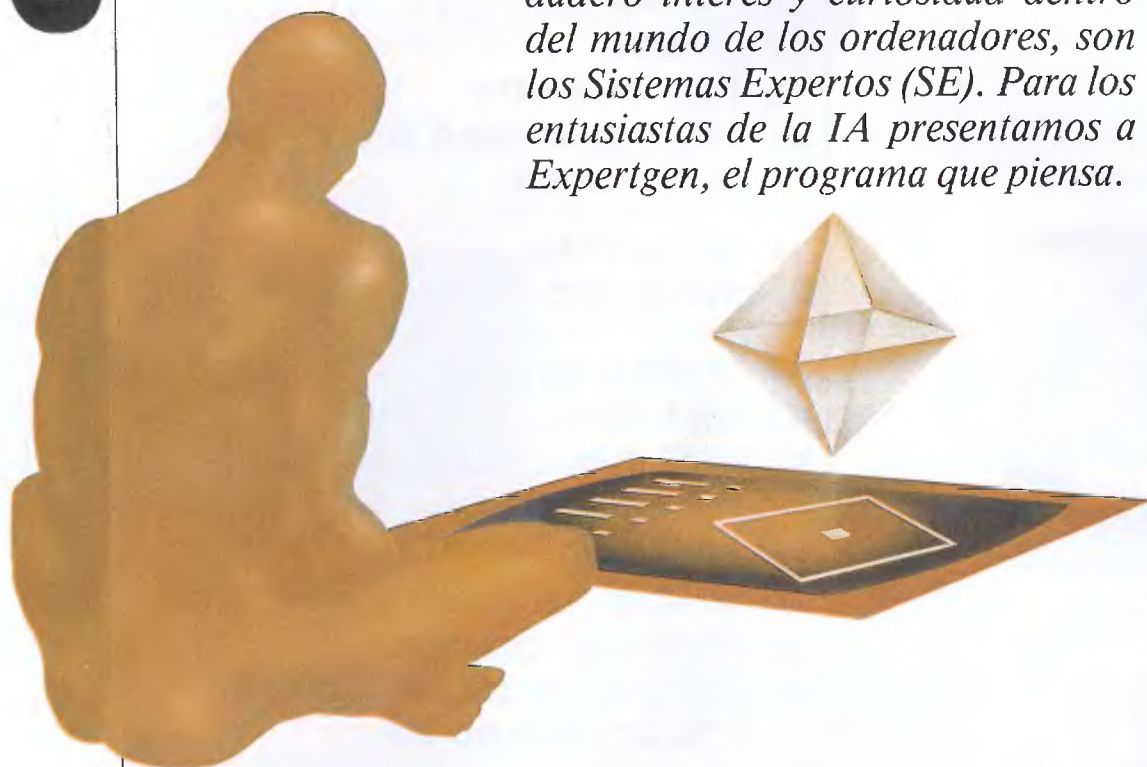 del mundo de los ordenadores, son
los Sistemas Expertos (SE). Para los
entusiastas de la IA presentamos a
Expertgen, el programa que piensa.